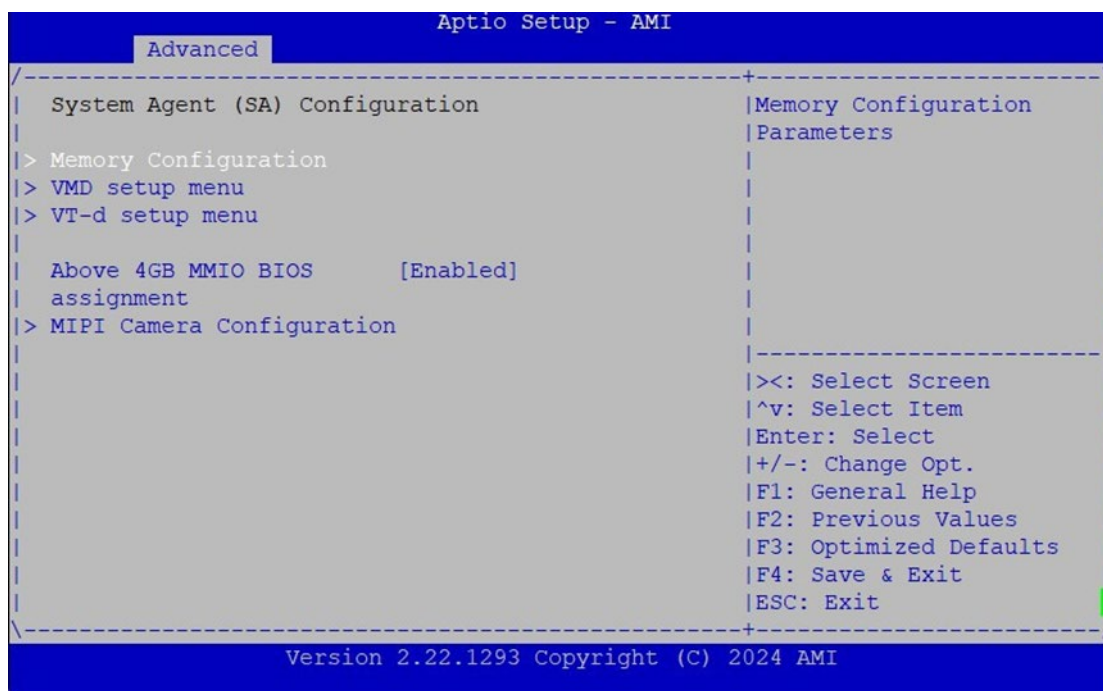 Aptio Setup - AMI
Advanced
/----------------------------------------------------+-------------------------
| System Agent (SA) Configuration |Memory Configuration
| |Parameters
|> Memory Configuration |
|> VMD setup menu |
|> VT-d setup menu |
| |
| Above 4GB MMIO BIOS [Enabled] |
| assignment |
|> MIPI Camera Configuration |
| |-------------------------
| |><: Select Screen
| |^v: Select Item
| |Enter: Select
| |+/-: Change Opt.
| |F1: General Help
| |F2: Previous Values
| |F3: Optimized Defaults
| |F4: Save & Exit
| |ESC: Exit
\----------------------------------------------------+-------------------------
Version 2.22.1293 Copyright (C) 2024 AMI